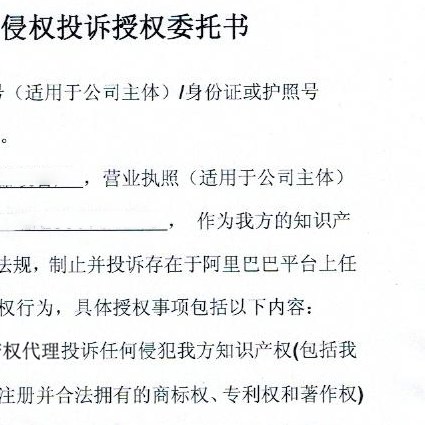 侵权投诉授权委托书
（适用于公司主体）/身份证或护照号
。
，营业执照（适用于公司主体）
， 作为我方的知识产
法规，制止并投诉存在于阿里巴巴平台上任
权行为，具体授权事项包括以下内容：
权代理投诉任何侵犯我方知识产权(包括我
注册并合法拥有的商标权、专利权和著作权)